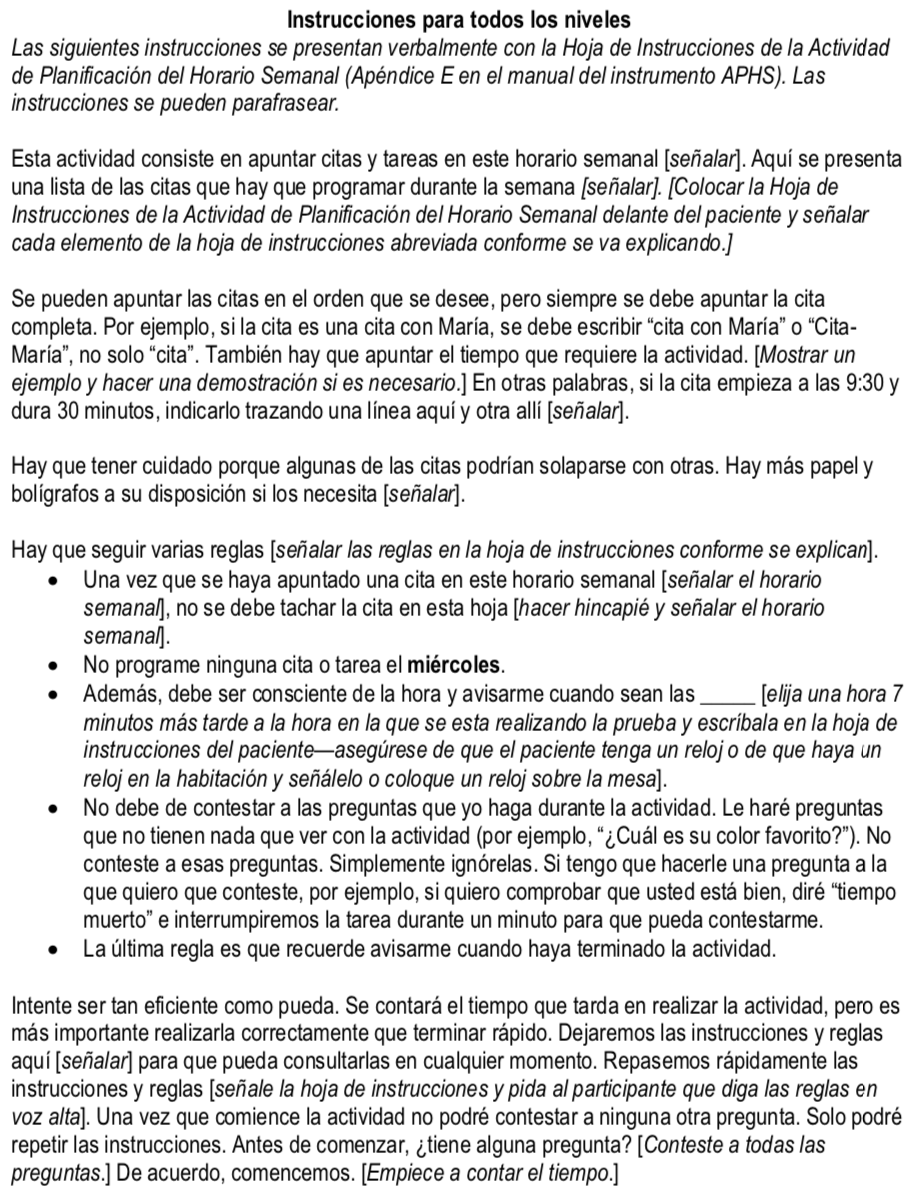 Instrucciones para todos los niveles
Las siguientes instrucciones se presentan verbalmente con la Hoja de Instrucciones de la Actividad
de Planificación del Horario Semanal (Apéndice E en el manual del instrumento APHS). Las
instrucciones se pueden parafrasear.
Esta actividad consiste en apuntar citas y tareas en este horario semanal [señalar]. Aquí se presenta
una lista de las citas que hay que programar durante la semana [señalar]. [Colocar la Hoja de
Instrucciones de la Actividad de Planificación del Horario Semanal delante del paciente y señalar
cada elemento de la hoja de instrucciones abreviada conforme se va explicando.]
Se pueden apuntar las citas en el orden que se desee, pero siempre se debe apuntar la cita
completa. Por ejemplo, si la cita es una cita con María, se debe escribir “cita con María” o “Cita-
María”, no solo “cita”. También hay que apuntar el tiempo que requiere la actividad. [Mostrar un
ejemplo y hacer una demostración si es necesario.] En otras palabras, si la cita empieza a las 9:30 y
dura 30 minutos, indicarlo trazando una línea aquí y otra allí [señalar].
Hay que tener cuidado porque algunas de las citas podrían solaparse con otras. Hay más papel y
bolígrafos a su disposición si los necesita [señalar].
Hay que seguir varias reglas [señalar las reglas en la hoja de instrucciones conforme se explican].
• Una vez que se haya apuntado una cita en este horario semanal [señalar el horario
semanal], no se debe tachar la cita en esta hoja [hacer hincapié y señalar el horario
semanal].
• No programe ninguna cita o tarea el miércoles.
• Además, debe ser consciente de la hora y avisarme cuando sean las _____ [elija una hora 7
minutos más tarde a la hora en la que se esta realizando la prueba y escríbala en la hoja de
instrucciones del paciente—asegúrese de que el paciente tenga un reloj o de que haya un
reloj en la habitación y señálelo o coloque un reloj sobre la mesa].
• No debe de contestar a las preguntas que yo haga durante la actividad. Le haré preguntas
que no tienen nada que ver con la actividad (por ejemplo, “¿Cuál es su color favorito?”). No
conteste a esas preguntas. Simplemente ignórelas. Si tengo que hacerle una pregunta a la
que quiero que conteste, por ejemplo, si quiero comprobar que usted está bien, diré “tiempo
muerto” e interrumpiremos la tarea durante un minuto para que pueda contestarme.
• La última regla es que recuerde avisarme cuando haya terminado la actividad.
Intente ser tan eficiente como pueda. Se contará el tiempo que tarda en realizar la actividad, pero es
más importante realizarla correctamente que terminar rápido. Dejaremos las instrucciones y reglas
aquí [señalar] para que pueda consultarlas en cualquier momento. Repasemos rápidamente las
instrucciones y reglas [señale la hoja de instrucciones y pida al participante que diga las reglas en
voz alta]. Una vez que comience la actividad no podré contestar a ninguna otra pregunta. Solo podré
repetir las instrucciones. Antes de comenzar, ¿tiene alguna pregunta? [Conteste a todas las
preguntas.] De acuerdo, comencemos. [Empiece a contar el tiempo.]